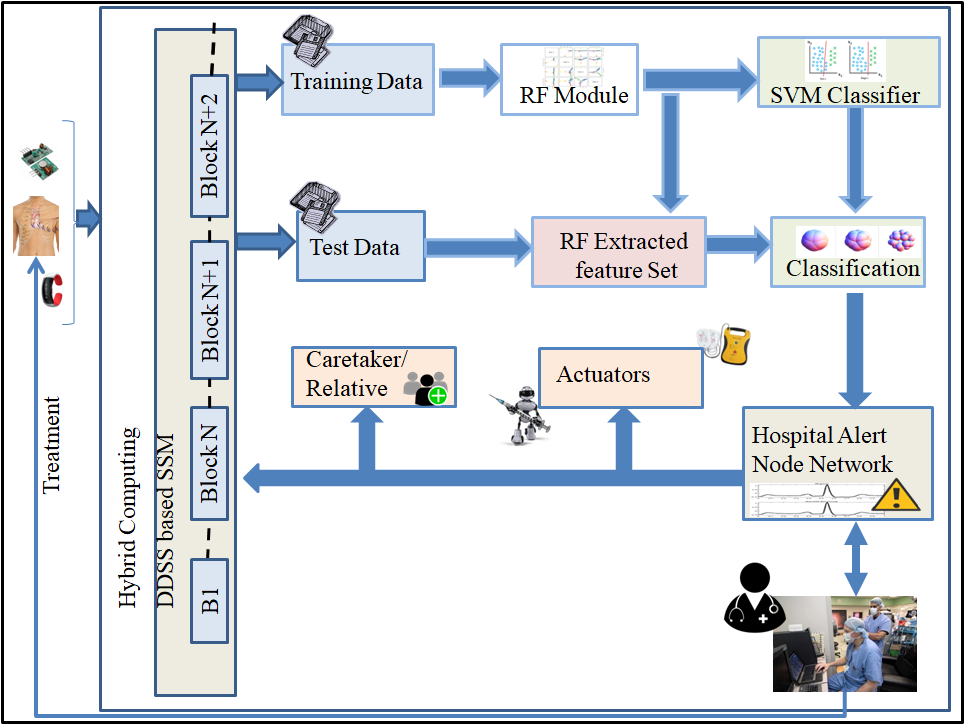 Training Data
RF Module
SVM Classifier
Test Data
RF Extracted
feature Set
Classification
Caretaker/
Relative
Actuators
Hospital Alert
Node Network
Block N+2
Block N+1
Block N
B1
DDSS based SSM
Hybrid Computing
Treatment